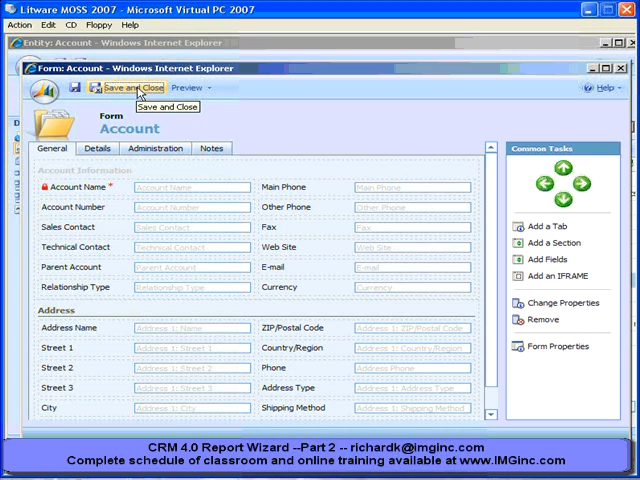 Litware MOSS 2007 - Microsoft Virtual PC 2007
Action Edit CD Floppy Help
Entity: Account - Windows Internet Explorer
Form: Account - Windows Internet Explorer
Save and Close Preview Help
Save and Close
Form
Account
General Details Administration Notes
Account Information
Account Name * Account Name Main Phone Main Phone
Account Number Account Number Other Phone Other Phone
Sales Contact Sales Contact Fax Fax
Technical Contact Technical Contact Web Site Web Site
Parent Account Parent Account E-mail E-mail
Relationship Type Relationship Type Currency Currency
Address
Address Name Address 1: Name ZIP/Postal Code Address 1: ZIP/Postal Code
Street 1 Address 1: Street 1 Country/Region Address 1: Country/Region
Street 2 Address 1: Street 2 Phone Address Phone
Street 3 Address 1: Street 3 Address Type Address 1: Address Type
City Address 1: City Shipping Method Address 1: Shipping Method
Common Tasks
Add a Tab
Add a Section
Add Fields
Add an IFRAME
Change Properties
Remove
Form Properties
CRM 4.0 Report Wizard --Part 2 -- richardk@imginc.com
Complete schedule of classroom and online training available at www.IMGinc.com